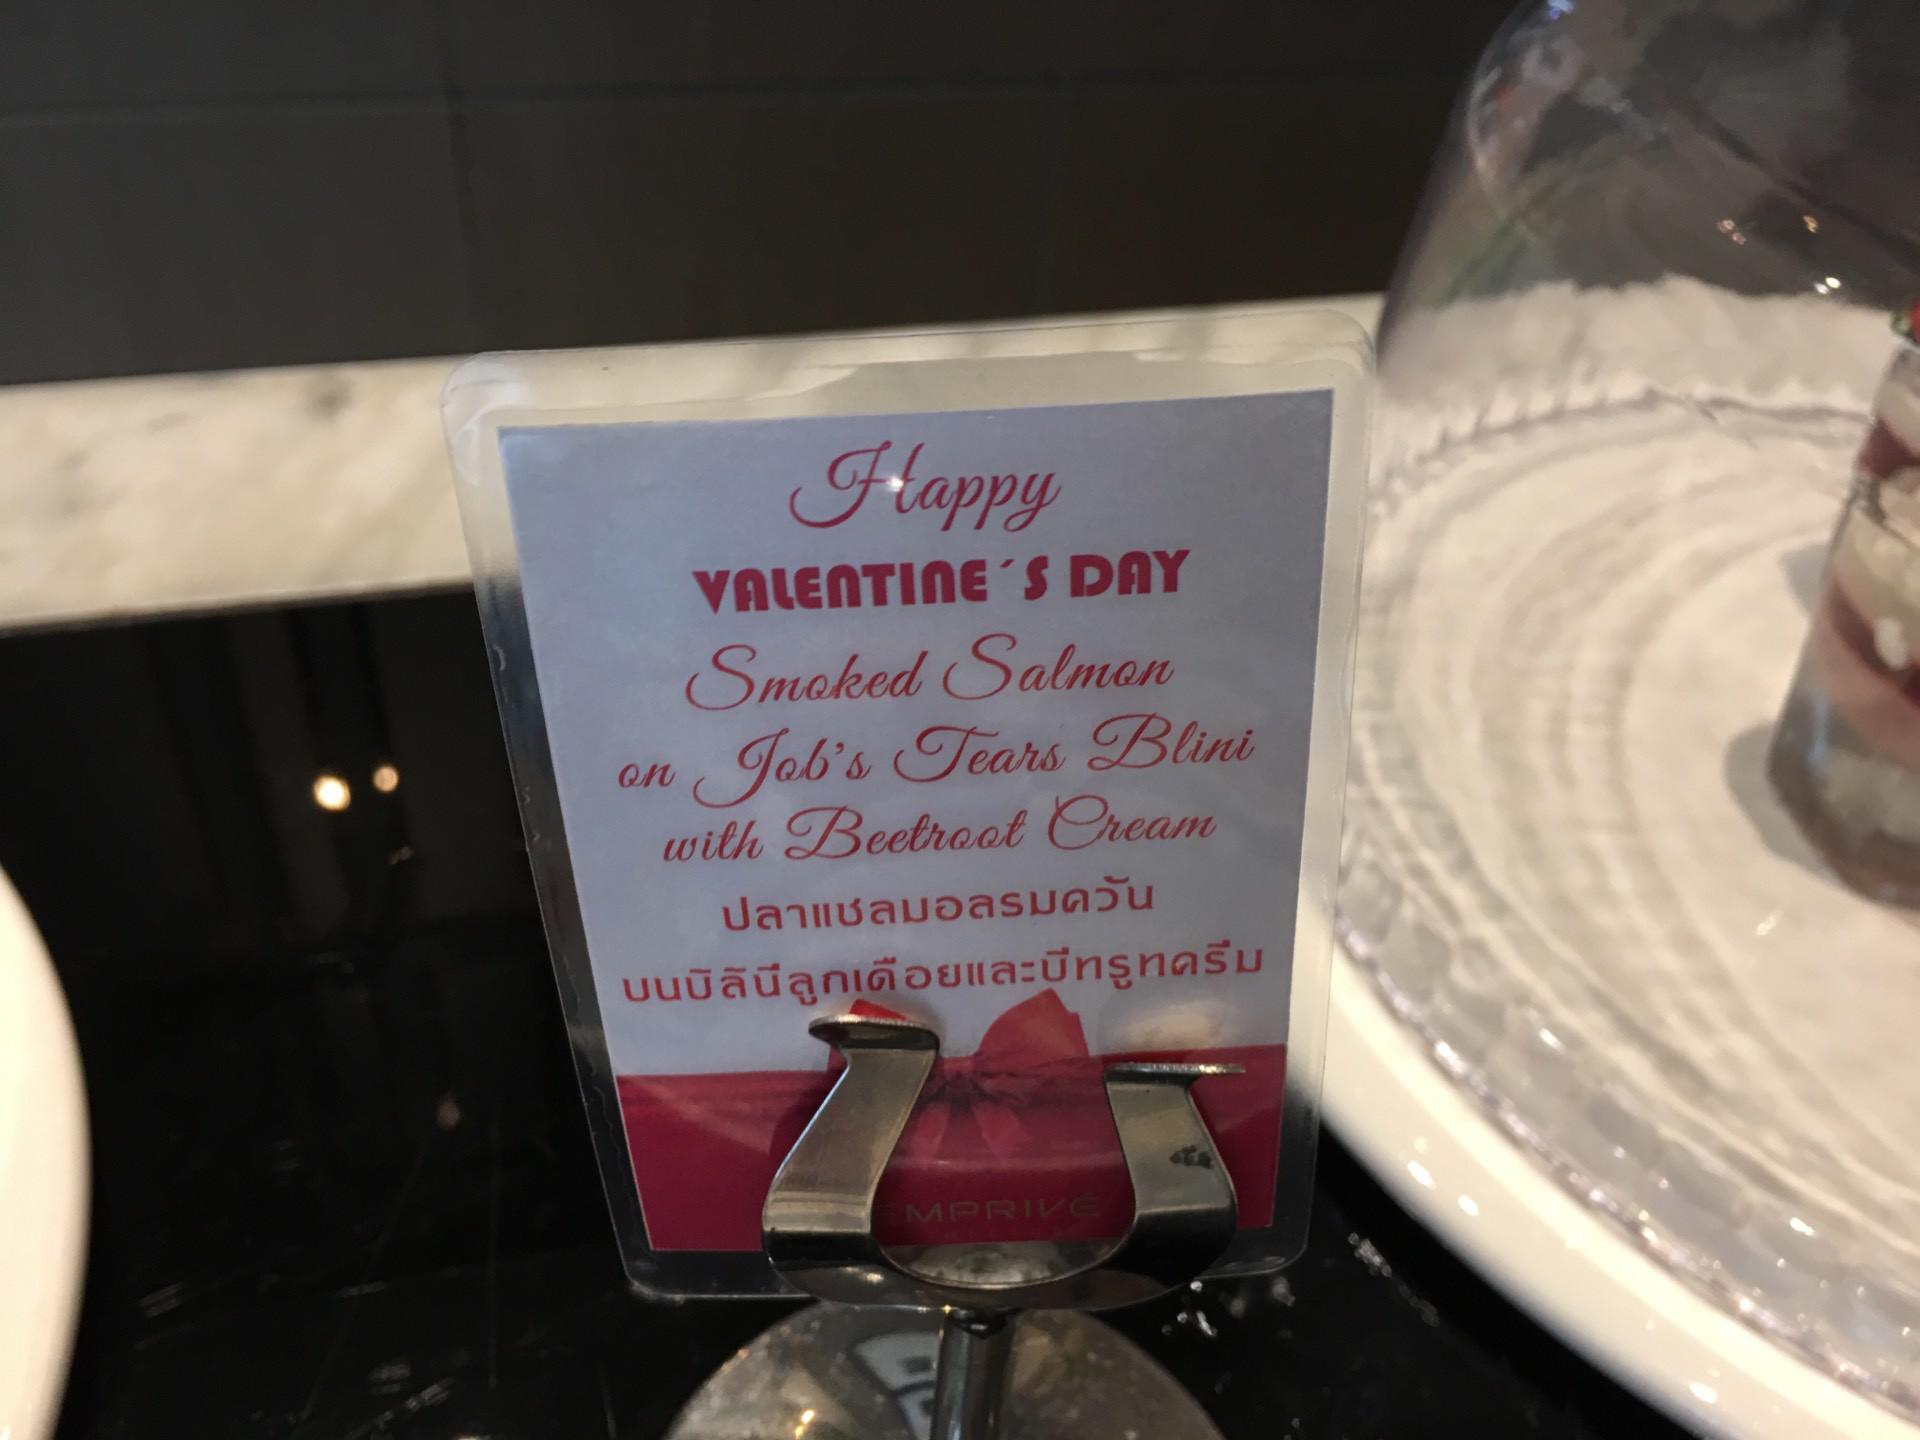 Happy
VALENTINE´S DAY
Smoked Salmon
on Job's Tears Blini
with Beetroot Cream
ปลาแซลมอลรมควัน
บนบิลินีลูกเดือยและบีทรูทครีม
EMPRIVÉ